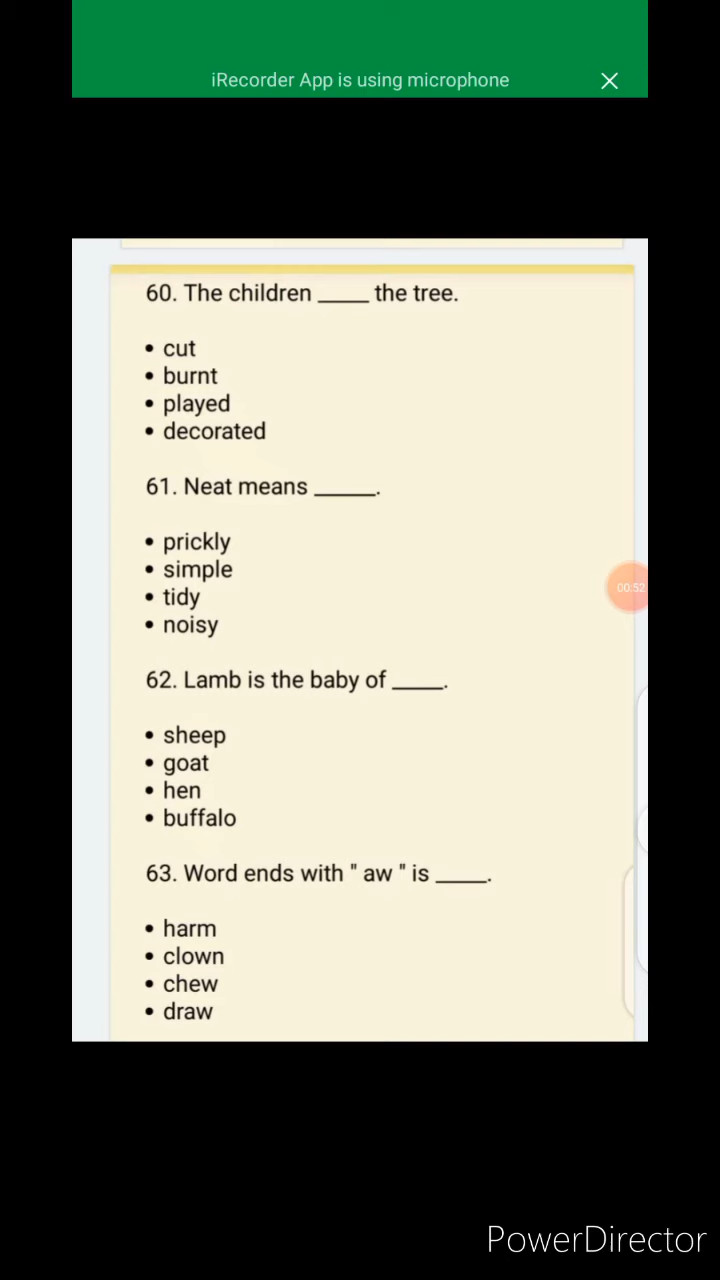 iRecorder App is using microphone
60. The children _____ the tree.
• cut
• burnt
• played
• decorated
61. Neat means ______.
• prickly
• simple
• tidy
• noisy
00:52
62. Lamb is the baby of _____.
• sheep
• goat
• hen
• buffalo
63. Word ends with " aw " is _____.
• harm
• clown
• chew
• draw
PowerDirector